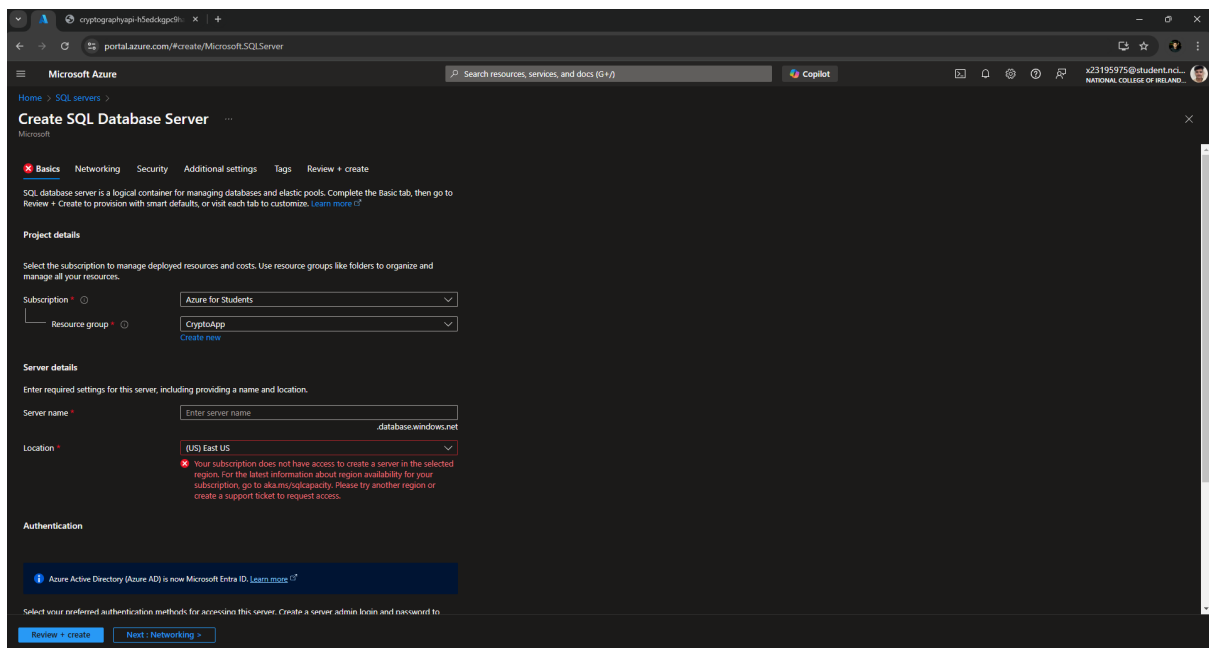 cryptographyapi-h5edckgpc9h
portal.azure.com/#create/Microsoft.SQLServer
Microsoft Azure
Search resources, services, and docs (G+/)
Copilot
x23195975@student.nci...
NATIONAL COLLEGE OF IRELAND...
Home > SQL servers >
Create SQL Database Server ...
Microsoft
Basics Networking Security Additional settings Tags Review + create
SQL database server is a logical container for managing databases and elastic pools. Complete the Basic tab, then go to
Review + Create to provision with smart defaults, or visit each tab to customize. Learn more
Project details
Select the subscription to manage deployed resources and costs. Use resource groups like folders to organize and
manage all your resources.
Subscription *
Azure for Students
Resource group *
CryptoApp
Create new
Server details
Enter required settings for this server, including providing a name and location.
Server name *
Enter server name
.database.windows.net
Location *
(US) East US
Your subscription does not have access to create a server in the selected
region. For the latest information about region availability for your
subscription, go to aka.ms/sqlcapacity. Please try another region or
create a support ticket to request access.
Authentication
Azure Active Directory (Azure AD) is now Microsoft Entra ID. Learn more
Select your preferred authentication methods for accessing this server. Create a server admin login and password to
Review + create
Next : Networking >